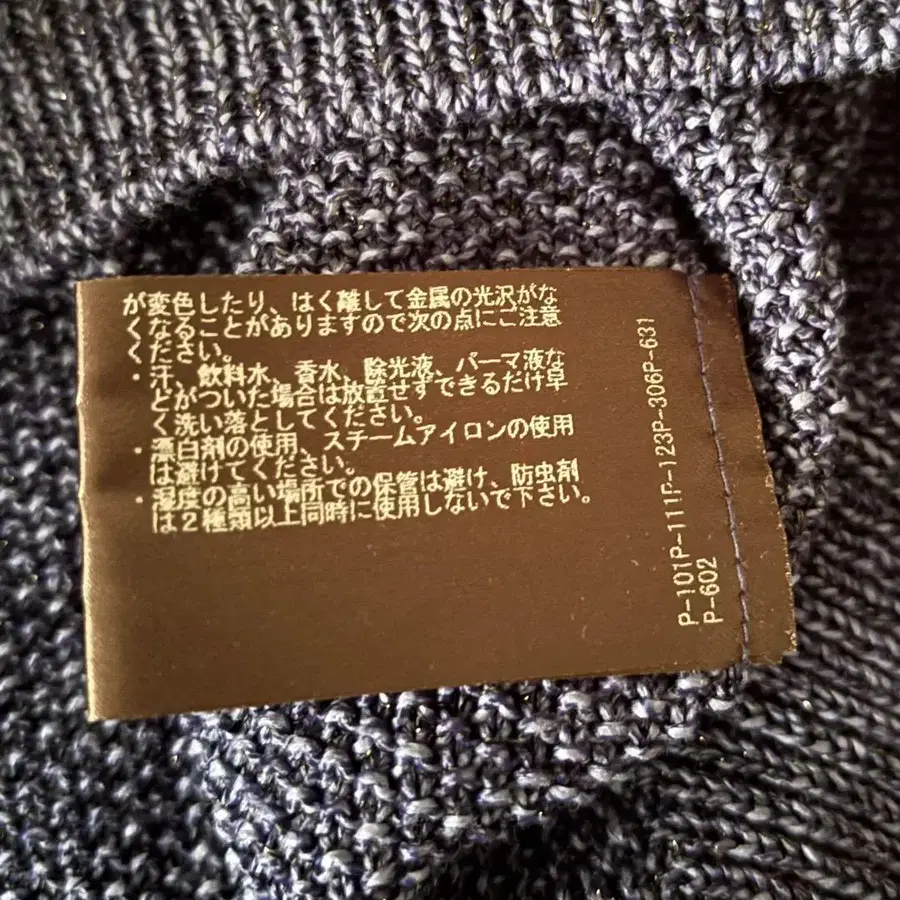 が変色したり、はく離して金属の光沢がな
くなることがありますので次の点にご注意
ください。
・汗、飲料水、香水、除光液、パーマ液な
どがついた場合は放置せずできるだけ早
く洗い落としてください。
・漂白剤の使用、スチームアイロンの使用
は避けてください。
・湿度の高い場所での保管は避け、防虫剤
は2種類以上同時に使用しないで下さい。
P-101P-111P-123P-306P-631
P-602